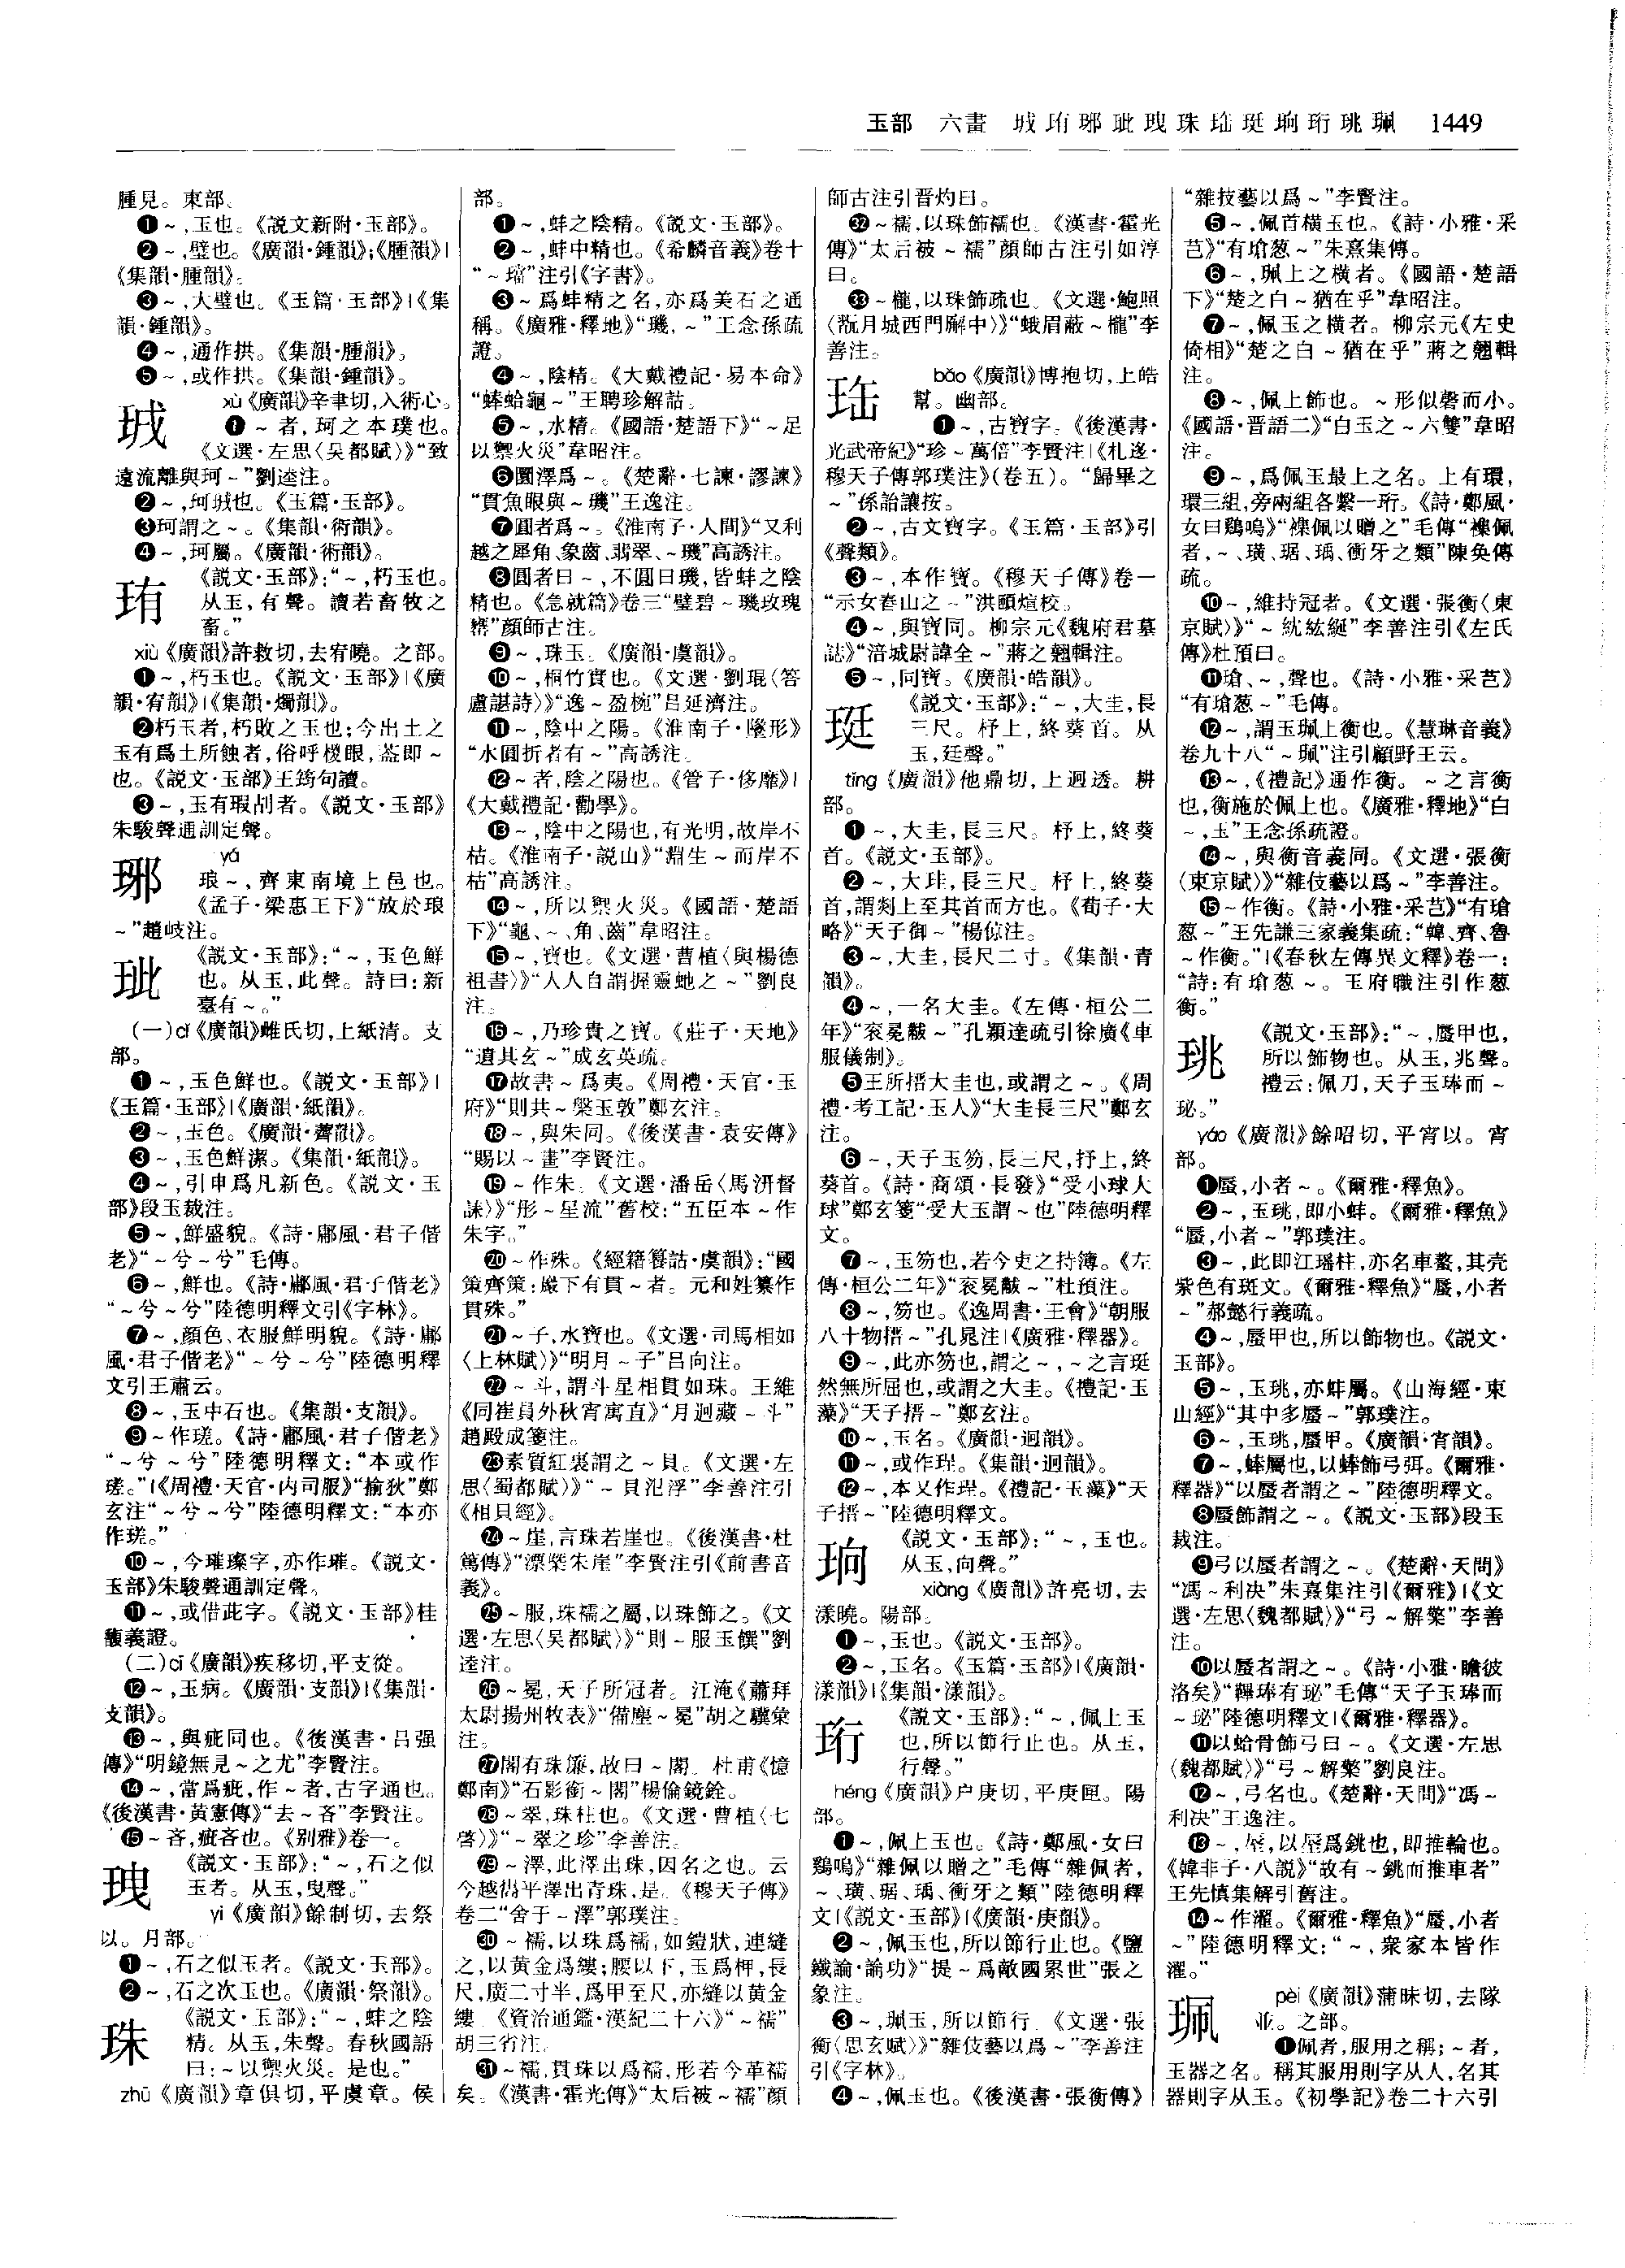 玉部　六畫　珬珛琊玼玴珠珤珽珦珩珧珮　1449
腫見。東部。
❶～,玉也。《説文新附·玉部》。
❷～,璧也。《廣韻·鍾韻》;《腫韻》|
《集韻·腫韻》。
❸～,大璧也。《玉篇·玉部》|《集
韻·鍾韻》。
❹～,通作拱。《集韻·腫韻》。
❺～,或作拱。《集韻·鍾韻》。
珬
xù《廣韻》辛聿切,入術心。
❶～者,珂之本璞也。
《文選·左思〈吴都賦〉》“致
遠流離與珂～”劉逵注。
❷～,珂珬也。《玉篇·玉部》。
❸珂謂之～。《集韻·術韻》。
❹～,珂屬。《廣韻·術韻》。
珛
《説文·玉部》:“～,朽玉也。
从玉,有聲。讀若畜牧之
畜。”
xiù《廣韻》許救切,去宥曉。之部。
❶～,朽玉也。《説文·玉部》|《廣
韻·宥韻》|《集韻·燭韻》。
❷朽玉者,朽敗之玉也;今出土之
玉有爲土所蝕者,俗呼椶眼,葢即～
也。《説文·玉部》王筠句讀。
❸～,玉有瑕刮者。《説文·玉部》
朱駿聲通訓定聲。
琊
yá
琅～,齊東南境上邑也。
《孟子·梁惠王下》“放於琅
～”趙岐注。
玼
《説文·玉部》:“～,玉色鮮
也。从玉,此聲。詩曰:新
臺有～。”
(一)cǐ《廣韻》雌氏切,上紙清。支
部。
❶～,玉色鮮也。《説文·玉部》|
《玉篇·玉部》|《廣韻·紙韻》。
❷～,玉色。《廣韻·薺韻》。
❸～,玉色鮮潔。《集韻·紙韻》。
❹～,引申爲凡新色。《説文·玉
部》段玉裁注。
❺～,鮮盛貌。《詩·鄘風·君子偕
老》“～兮～兮”毛傳。
❻～,鮮也。《詩·鄘風·君子偕老》
“～兮～兮”陸德明釋文引《字林》。
❼～,顏色、衣服鮮明貌。《詩·鄘
風·君子偕老》“～兮～兮”陸德明釋
文引王肅云。
❽～,玉中石也。《集韻·支韻》。
❾～作瑳。《詩·鄘風·君子偕老》
“～兮～兮”陸德明釋文:“本或作
瑳。”|《周禮·天官·内司服》“揄狄”鄭
玄注“～兮～兮”陸德明釋文:“本亦
作瑳。”
❿～,今璀璨字,亦作璀。《説文·
玉部》朱駿聲通訓定聲。
⓫～,或借此字。《説文·玉部》桂
馥義證。
(二)cī《廣韻》疾移切,平支從。
⓬～,玉病。《廣韻·支韻》|《集韻·
支韻》。
⓭～,與疵同也。《後漢書·吕强
傳》“明鏡無見～之尤”李賢注。
⓮～,當爲疵,作～者,古字通也。
《後漢書·黄憲傳》“去～吝”李賢注。
⓯～吝,疵吝也。《别雅》卷一。
玴
《説文·玉部》:“～,石之似
玉者。从玉,曳聲。”
yì《廣韻》餘制切,去祭
以。月部。
❶～,石之似玉者。《説文·玉部》。
❷～,石之次玉也。《廣韻·祭韻》。
珠
《説文·玉部》:“～,蚌之陰
精。从玉,朱聲。春秋國語
曰:～以禦火災。是也。”
zhū《廣韻》章俱切,平虞章。侯
部。
❶～,蚌之陰精。《説文·玉部》。
❷～,蚌中精也。《希麟音義》卷十
“～璫”注引《字書》。
❸～爲蚌精之名,亦爲美石之通
稱。《廣雅·釋地》“璣,～”王念孫疏
證。
❹～,陰精。《大戴禮記·易本命》
“蜯蛤龜～”王聘珍解詁。
❺～,水精。《國語·楚語下》“～足
以禦火災”韋昭注。
❻圜澤爲～。《楚辭·七諫·謬諫》
“貫魚眼與～璣”王逸注。
❼圓者爲～。《淮南子·人間》“又利
越之犀角、象齒、翡翠、～璣”高誘注。
❽圓者曰～,不圓曰璣,皆蚌之陰
精也。《急就篇》卷三“璧碧～璣玫瑰
罋”顏師古注。
❾～,珠玉。《廣韻·虞韻》。
❿～,桐竹實也。《文選·劉琨〈答
盧諶詩〉》“逸～盈椀”吕延濟注。
⓫～,陰中之陽。《淮南子·墬形》
“水圓折者有～”高誘注。
⓬～者,陰之陽也。《管子·侈靡》|
《大戴禮記·勸學》。
⓭～,陰中之陽也,有光明,故岸不
枯。《淮南子·説山》“淵生～而岸不
枯”高誘注。
⓮～,所以禦火災。《國語·楚語
下》“龜、～、角、齒”韋昭注。
⓯～,寶也。《文選·曹植〈與楊德
祖書〉》“人人自謂握靈虵之～”劉良
注。
⓰～,乃珍貴之寶。《莊子·天地》
“遺其玄～”成玄英疏。
⓱故書～爲夷。《周禮·天官·玉
府》“則共～槃玉敦”鄭玄注。
⓲～,與朱同。《後漢書·袁安傳》
“賜以～畫”李賢注。
⓳～作朱。《文選·潘岳〈馬汧督
誄〉》“彤～星流”舊校:“五臣本～作
朱字。”
⓴～作殊。《經籍籑詁·虞韻》:“國
策齊策:殿下有貫～者。元和姓纂作
貫殊。”
㉑～子,水寶也。《文選·司馬相如
〈上林賦〉》“明月～子”吕向注。
㉒～斗,謂斗星相貫如珠。王維
《同崔員外秋宵寓直》“月迥藏～斗”
趙殿成箋注。
㉓素質紅裏謂之～貝。《文選·左
思〈蜀都賦〉》“～貝氾浮”李善注引
《相貝經》。
㉔～崖,言珠若崖也。《後漢書·杜
篤傳》“漂㮣朱崖”李賢注引《前書音
義》。
㉕～服,珠襦之屬,以珠飾之。《文
選·左思〈吴都賦〉》“則～服玉饌”劉
逵注。
㉖～冕,天子所冠者。江淹《蕭拜
太尉揚州牧表》“備塵～冕”胡之驥彙
注。
㉗閣有珠簾,故曰～閣。杜甫《憶
鄭南》“石影銜～閣”楊倫鏡銓。
㉘～翠,珠柱也。《文選·曹植〈七
啓〉》“～翠之珍”李善注。
㉙～澤,此澤出珠,因名之也。云
今越嶲平澤出青珠,是。《穆天子傳》
卷二“舍于～澤”郭璞注。
㉚～襦,以珠爲襦,如鎧狀,連縫
之,以黄金爲縷;腰以下,玉爲柙,長
尺,廣二寸半,爲甲至足,亦縫以黄金
縷。《資治通鑑·漢紀二十六》“～襦”
胡三省注。
㉛～襦,貫珠以爲襦,形若今革襦
矣。《漢書·霍光傳》“太后被～襦”顏
師古注引晋灼曰。
㉜～襦,以珠飾襦也。《漢書·霍光
傳》“太后被～襦”顏師古注引如淳
曰。
㉝～櫳,以珠飾疏也。《文選·鮑照
〈翫月城西門廨中〉》“蛾眉蔽～櫳”李
善注。
珤
bǎo《廣韻》博抱切,上皓
幫。幽部。
❶～,古寶字。《後漢書·
光武帝紀》“珍～萬倍”李賢注|《札迻·
穆天子傳郭璞注》(卷五)。“歸畢之
～”孫詒讓按。
❷～,古文寶字。《玉篇·玉部》引
《聲類》。
❸～,本作寶。《穆天子傳》卷一
“示女舂山之～”洪頤煊校。
❹～,與寶同。柳宗元《魏府君墓
誌》“涪城尉諱全～”蔣之翹輯注。
❺～,同寶。《廣韻·皓韻》。
珽
《説文·玉部》:“～,大圭,長
三尺。杼上,終葵首。从
玉,廷聲。”
tǐng《廣韻》他鼎切,上迥透。耕
部。
❶～,大圭,長三尺。杼上,終葵
首。《説文·玉部》。
❷～,大珪,長三尺。杼上,終葵
首,謂剡上至其首而方也。《荀子·大
略》“天子御～”楊倞注。
❸～,大圭,長尺二寸。《集韻·青
韻》。
❹～,一名大圭。《左傳·桓公二
年》“衮冕黻～”孔穎達疏引徐廣《車
服儀制》。
❺王所搢大圭也,或謂之～。《周
禮·考工記·玉人》“大圭長三尺”鄭玄
注。
❻～,天子玉笏,長三尺,抒上,終
葵首。《詩·商頌·長發》“受小球大
球”鄭玄箋“受大玉謂～也”陸德明釋
文。
❼～,玉笏也,若今吏之持簿。《左
傳·桓公二年》“衮冕黻～”杜預注。
❽～,笏也。《逸周書·王會》“朝服
八十物搢～”孔晁注|《廣雅·釋器》。
❾～,此亦笏也,謂之～,～之言珽
然無所屈也,或謂之大圭。《禮記·玉
藻》“天子搢～”鄭玄注。
❿～,玉名。《廣韻·迥韻》。
⓫～,或作珵。《集韻·迥韻》。
⓬～,本又作珵。《禮記·玉藻》“天
子搢～”陸德明釋文。
珦
《説文·玉部》:“～,玉也。
从玉,向聲。”
xiàng《廣韻》許亮切,去
漾曉。陽部。
❶～,玉也。《説文·玉部》。
❷～,玉名。《玉篇·玉部》|《廣韻·
漾韻》|《集韻·漾韻》。
珩
《説文·玉部》:“～,佩上玉
也,所以節行止也。从玉,
行聲。”
héng《廣韻》户庚切,平庚匣。陽
部。
❶～,佩上玉也。《詩·鄭風·女曰
鷄鳴》“雜佩以贈之”毛傳“雜佩者,
～、璜、琚、瑀、衝牙之類”陸德明釋
文|《説文·玉部》|《廣韻·庚韻》。
❷～,佩玉也,所以節行止也。《鹽
鐵論·論功》“提～爲敵國累世”張之
象注。
❸～,珮玉,所以節行。《文選·張
衡〈思玄賦〉》“雜伎藝以爲～”李善注
引《字林》。
❹～,佩玉也。《後漢書·張衡傳》
“雜技藝以爲～”李賢注。
❺～,佩首横玉也。《詩·小雅·采
芑》“有瑲葱～”朱熹集傳。
❻～,珮上之横者。《國語·楚語
下》“楚之白～猶在乎”韋昭注。
❼～,佩玉之横者。柳宗元《左史
倚相》“楚之白～猶在乎”蔣之翹輯
注。
❽～,佩上飾也。～形似磬而小。
《國語·晋語二》“白玉之～六雙”韋昭
注。
❾～,爲佩玉最上之名。上有環,
環三組,旁兩組各繫一珩。《詩·鄭風·
女曰鷄鳴》“襍佩以贈之”毛傳“襍佩
者,～、璜、琚、瑀、衝牙之類”陳奂傳
疏。
❿～,維持冠者。《文選·張衡〈東
京賦〉》“～紞紘綖”李善注引《左氏
傳》杜預曰。
⓫瑲、～,聲也。《詩·小雅·采芑》
“有瑲葱～”毛傳。
⓬～,謂玉珮上衡也。《慧琳音義》
卷九十八“～珮”注引顧野王云。
⓭～,《禮記》通作衡。～之言衡
也,衡施於佩上也。《廣雅·釋地》“白
～,玉”王念孫疏證。
⓮～,與衡音義同。《文選·張衡
〈東京賦〉》“雜伎藝以爲～”李善注。
⓯～作衡。《詩·小雅·采芑》“有瑲
葱～”王先謙三家義集疏:“韓、齊、魯
～作衡。”|《春秋左傳異文釋》卷一:
“詩:有瑲葱～。玉府職注引作葱
衡。”
珧
《説文·玉部》:“～,蜃甲也,
所以飾物也。从玉,兆聲。
禮云:佩刀,天子玉琫而～
珌。”
yáo《廣韻》餘昭切,平宵以。宵
部。
❶蜃,小者～。《爾雅·釋魚》。
❷～,玉珧,即小蚌。《爾雅·釋魚》
“蜃,小者～”郭璞注。
❸～,此即江瑶柱,亦名車螯,其壳
紫色有斑文。《爾雅·釋魚》“蜃,小者
～”郝懿行義疏。
❹～,蜃甲也,所以飾物也。《説文·
玉部》。
❺～,玉珧,亦蚌屬。《山海經·東
山經》“其中多蜃～”郭璞注。
❻～,玉珧,蜃甲。《廣韻·宵韻》。
❼～,蜯屬也,以蜯飾弓弭。《爾雅·
釋器》“以蜃者謂之～”陸德明釋文。
❽蜃飾謂之～。《説文·玉部》段玉
裁注。
❾弓以蜃者謂之～。《楚辭·天問》
“馮～利決”朱熹集注引《爾雅》|《文
選·左思〈魏都賦〉》“弓～解檠”李善
注。
❿以蜃者謂之～。《詩·小雅·瞻彼
洛矣》“鞸琫有珌”毛傳“天子玉琫而
～珌”陸德明釋文|《爾雅·釋器》。
⓫以蛤骨飾弓曰～。《文選·左思
〈魏都賦〉》“弓～解檠”劉良注。
⓬～,弓名也。《楚辭·天問》“馮～
利決”王逸注。
⓭～,蜃,以蜃爲銚也,即推輪也。
《韓非子·八説》“故有～銚而推車者”
王先慎集解引舊注。
⓮～作濯。《爾雅·釋魚》“蜃,小者
～”陸德明釋文:“～,衆家本皆作
濯。”
珮
pèi《廣韻》蒲昧切,去隊
並。之部。
❶佩者,服用之稱;～者,
玉器之名。稱其服用則字从人,名其
器則字从玉。《初學記》卷二十六引